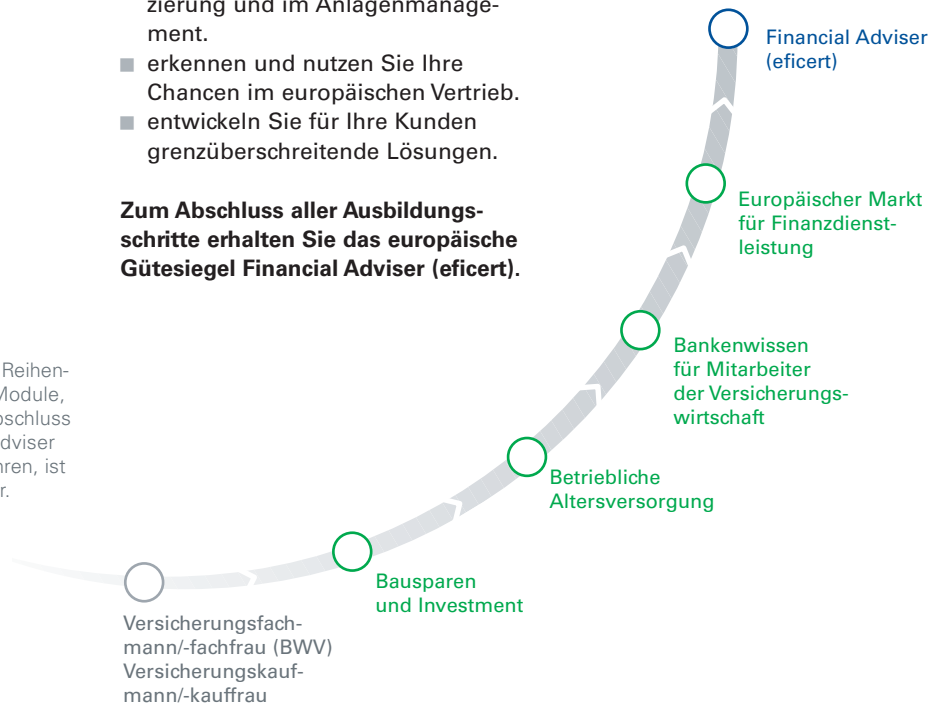 zierung und im Anlagenmanage-
ment.
erkennen und nutzen Sie Ihre
Chancen im europäischen Vertrieb.
entwickeln Sie für Ihre Kunden
grenzüberschreitende Lösungen.
Zum Abschluss aller Ausbildungs-
schritte erhalten Sie das europäische
Gütesiegel Financial Adviser (eficert).
Reihen-
Module,
bschluss
dviser
hren, ist
r.
Financial Adviser
(eficert)
Europäischer Markt
für Finanzdienst-
leistung
Bankenwissen
für Mitarbeiter
der Versicherungs-
wirtschaft
Betriebliche
Altersversorgung
Bausparen
und Investment
Versicherungsfach-
mann/-fachfrau (BWV)
Versicherungskauf-
mann/-kauffrau